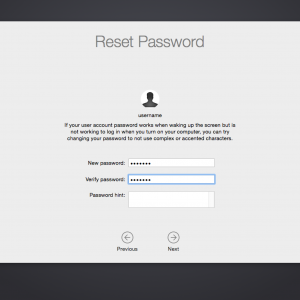 Reset Password
username
If your user account password works when waking up the screen but is
not working to log in when you turn on your computer, you can try
changing your password to not use complex or accented characters.
New password: •••••••
Verify password: •••••••
Password hint:
Previous Next